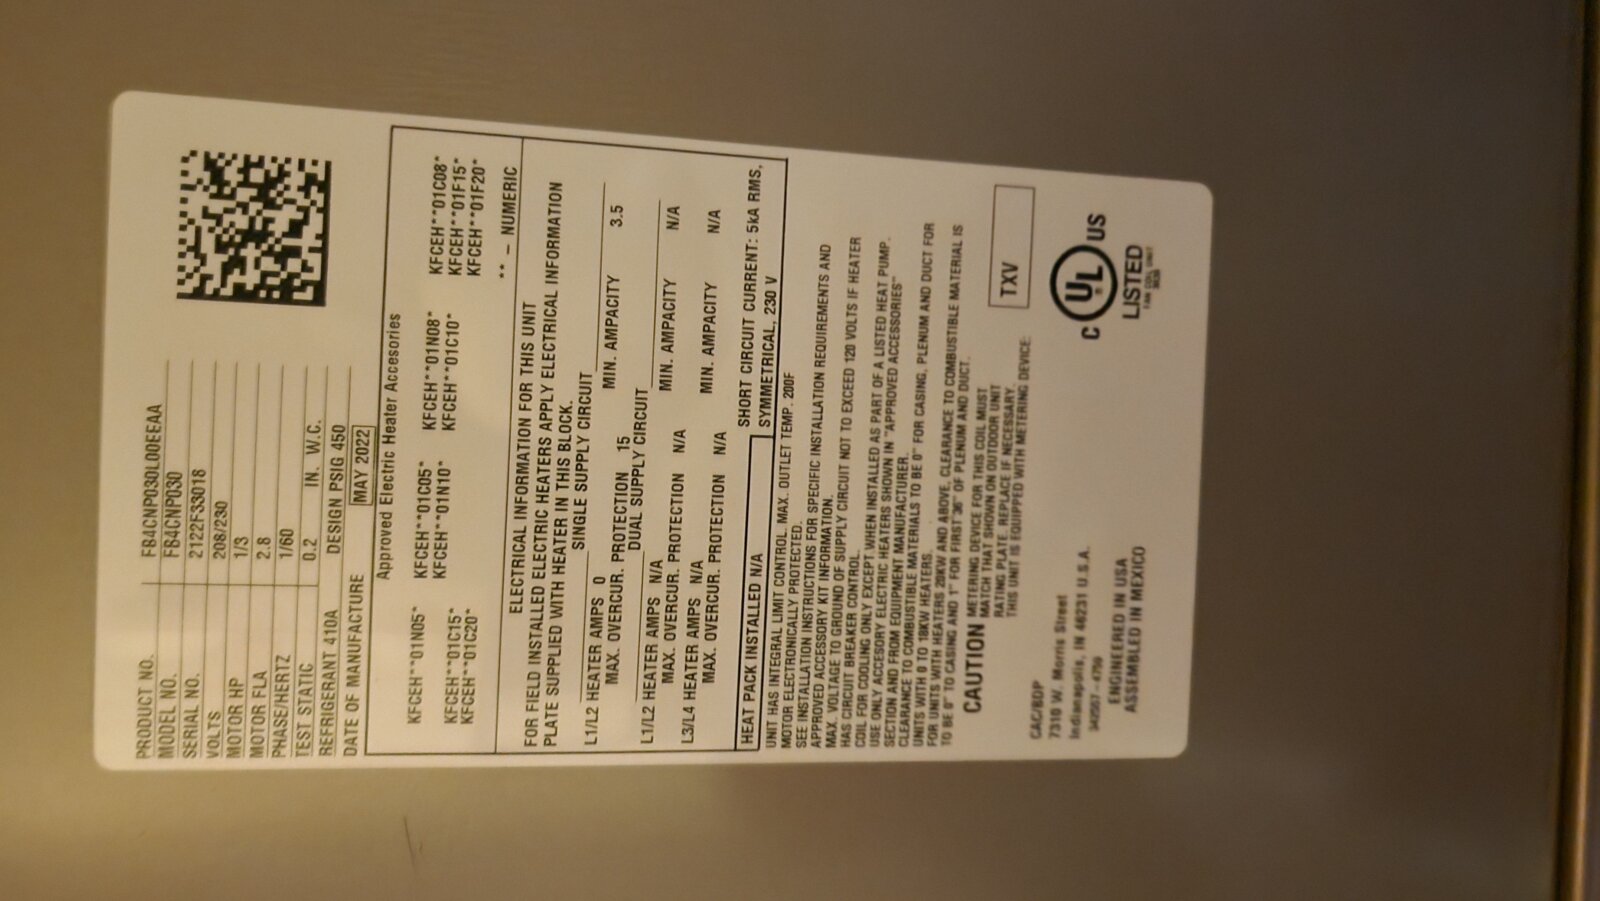 PRODUCT NO. FB4CNP030L00EEAA
MODEL NO. FB4CNP030
SERIAL NO. 2122F33018
VOLTS 208/230
MOTOR HP 1/3
MOTOR FLA 2.8
PHASE/HERTZ 1/60
TEST STATIC 0.2 IN. W.C.
REFRIGERANT 410A DESIGN PSIG 450
DATE OF MANUFACTURE MAY 2022
Approved Electric Heater Accesories
KFCEH**01N05* KFCEH**01C05* KFCEH**01N08* KFCEH**01C08*
KFCEH**01N10* KFCEH**01C10* KFCEH**01F15*
KFCEH**01C15* KFCEH**01F20*
KFCEH**01C20*
** – NUMERIC
ELECTRICAL INFORMATION FOR THIS UNIT
FOR FIELD INSTALLED ELECTRIC HEATERS APPLY ELECTRICAL INFORMATION
PLATE SUPPLIED WITH HEATER IN THIS BLOCK.
SINGLE SUPPLY CIRCUIT
L1/L2 HEATER AMPS 0 MIN. AMPACITY 3.5
MAX. OVERCUR. PROTECTION 15
DUAL SUPPLY CIRCUIT
L1/L2 HEATER AMPS N/A MIN. AMPACITY N/A
MAX. OVERCUR. PROTECTION N/A
L3/L4 HEATER AMPS N/A MIN. AMPACITY N/A
MAX. OVERCUR. PROTECTION N/A
SHORT CIRCUIT CURRENT: 5kA RMS,
SYMMETRICAL, 230 V
HEAT PACK INSTALLED N/A
UNIT HAS INTEGRAL LIMIT CONTROL. MAX. OUTLET TEMP. 200F
MOTOR ELECTRONICALLY PROTECTED.
SEE INSTALLATION INSTRUCTIONS FOR SPECIFIC INSTALLATION REQUIREMENTS AND
APPROVED ACCESSORY KIT INFORMATION.
MAX. VOLTAGE TO GROUND OF SUPPLY CIRCUIT NOT TO EXCEED 120 VOLTS IF HEATER
HAS CIRCUIT BREAKER CONTROL.
COIL FOR COOLING ONLY EXCEPT WHEN INSTALLED AS PART OF A LISTED HEAT PUMP.
USE ONLY ACCESORY ELECTRIC HEATERS SHOWN IN "APPROVED ACCESSORIES"
SECTION AND FROM EQUIPMENT MANUFACTURER.
CLEARANCE TO COMBUSTIBLE MATERIALS TO BE 0" FOR CASING, PLENUM AND DUCT FOR
UNITS WITH 0 TO 18KW HEATERS.
FOR UNITS WITH HEATERS 20KW AND ABOVE, CLEARANCE TO COMBUSTIBLE MATERIAL IS
TO BE 0" TO CASING AND 1" FOR FIRST 36" OF PLENUM AND DUCT.
CAUTION METERING DEVICE FOR THIS COIL MUST
MATCH THAT SHOWN ON OUTDOOR UNIT
RATING PLATE. REPLACE IF NECESSARY.
THIS UNIT IS EQUIPPED WITH METERING DEVICE:
TXV
CAC/BDP
7310 W. Morris Street
Indianapolis, IN 46231 U.S.A.
ENGINEERED IN USA
ASSEMBLED IN MEXICO
C UL US
®
LISTED
FAN COIL UNIT